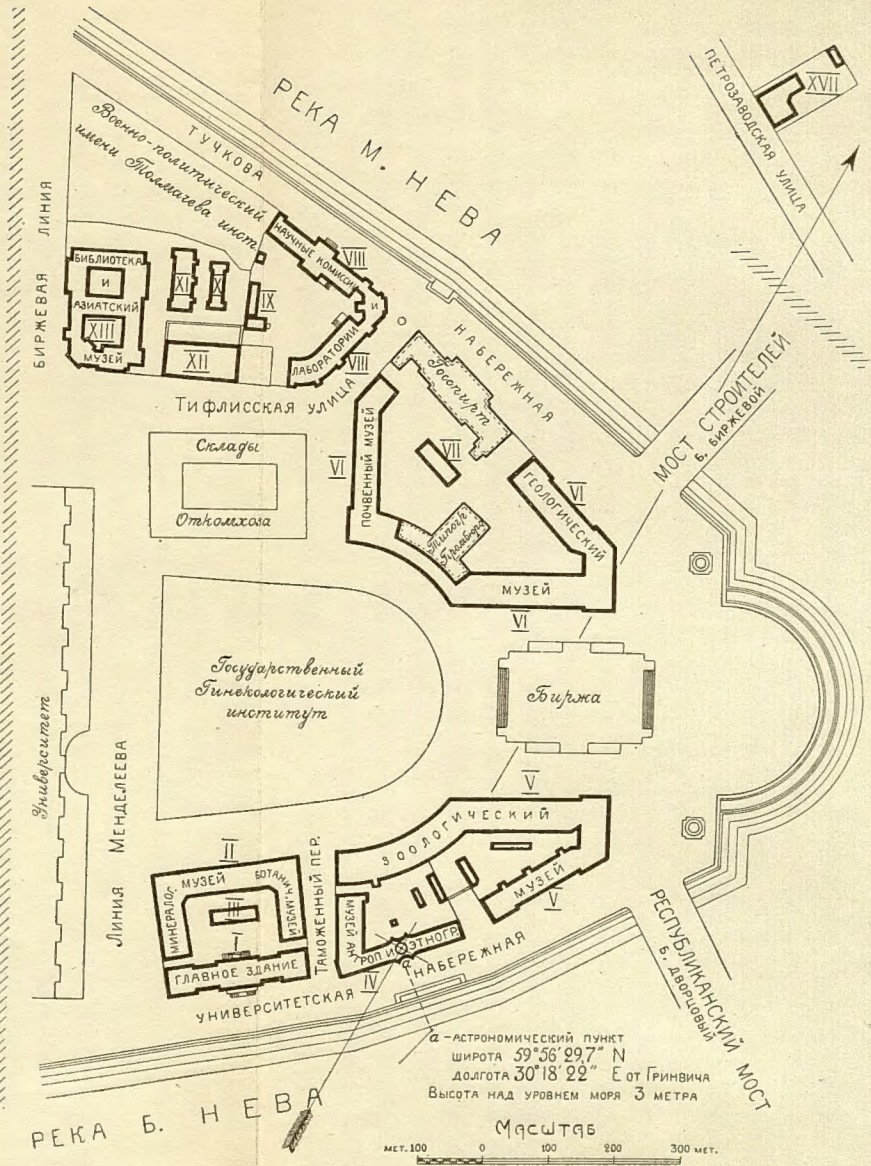 РЕКА М. НЕВА
ПЕТРОЗАВОДСКАЯ УЛИЦА
XVII
Военно-политический
имени Толмачева инст.
ТУЧКОВА
НАБЕРЕЖНАЯ
БИРЖЕВАЯ ЛИНИЯ
БИБЛИОТЕКА
И
АЗИАТСКИЙ
XIII
МУЗЕЙ
XI
X
IX
XII
НАУЧНЫЕ КОМИССИИ
VIII
И
ЛАБОРАТОРИИ
VIII
ТИФЛИССКАЯ УЛИЦА
Госспирт
МОСТ СТРОИТЕЛЕЙ
Б. БИРЖЕВОЙ
Склады
Откомхоза
VI
ПОЧВЕННЫЙ МУЗЕЙ
VII
Типогр.
Промбюро
VI
ГЕОЛОГИЧЕСКИЙ
МУЗЕЙ
VI
Университет
Государственный
Гинекологический
институт
Биржа
ЛИНИЯ МЕНДЕЛЕЕВА
V
ЗООЛОГИЧЕСКИЙ
МУЗЕЙ
V
II
МИНЕРАЛОГ.
МУЗЕЙ
БОТАНИЧ. МУЗЕЙ
III
I
ГЛАВНОЕ ЗДАНИЕ
ТАМОЖЕННЫЙ ПЕР.
МУЗЕЙ АН
РОП И ЭТНОГР.
IV
a
УНИВЕРСИТЕТСКАЯ
НАБЕРЕЖНАЯ
РЕСПУБЛИКАНСКИЙ МОСТ
Б. ДВОРЦОВЫЙ
РЕКА Б. НЕВА
a - АСТРОНОМИЧЕСКИЙ ПУНКТ
ШИРОТА 59°56'29,7" N
ДОЛГОТА 30°18'22" E ОТ ГРИНВИЧА
ВЫСОТА НАД УРОВНЕМ МОРЯ 3 МЕТРА
Масштаб
МЕТ. 100 0 100 200 300 МЕТ.